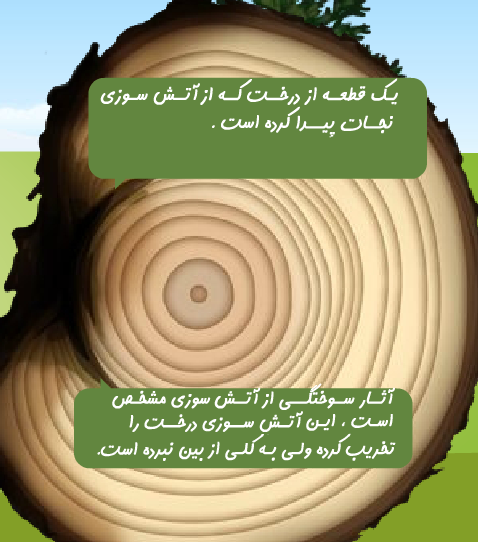 یک قطعه از درخت که از آتش سوزی
نجات پیدا کرده است .
آثار سوختگی از آتش سوزی مشخص
است ، این آتش سوزی درخت را
تخریب کرده ولی به کلی از بین نبرده است.